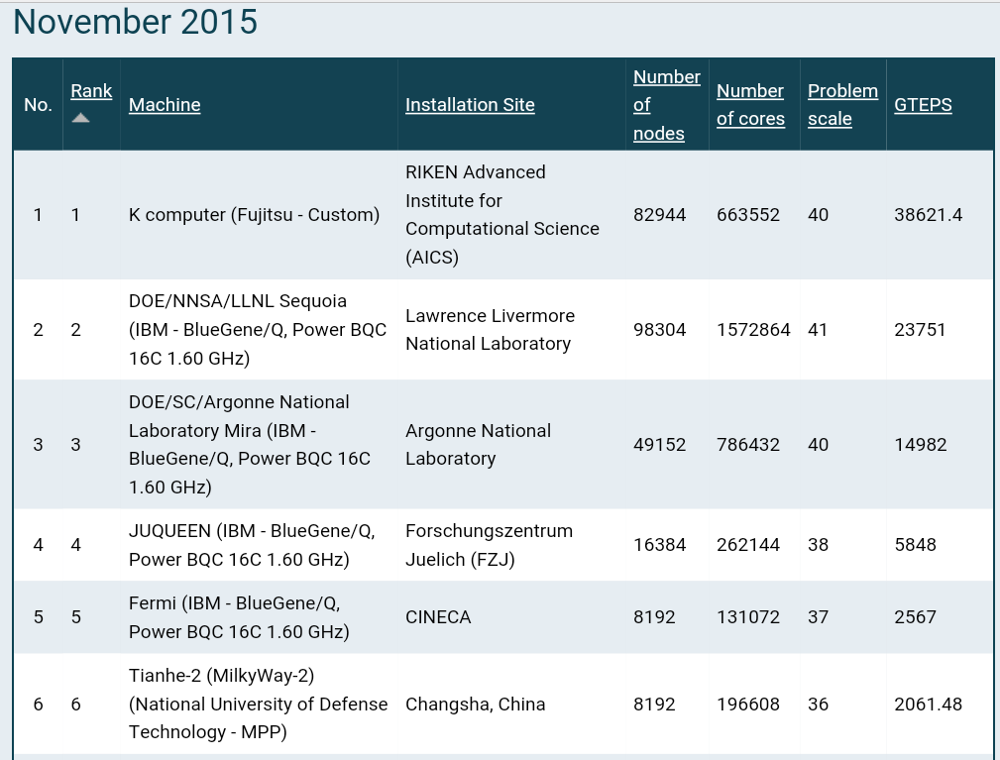 November 2015
No.
Rank
Machine
Installation Site
Number
of
nodes
Number
of cores
Problem
scale
GTEPS
1
1
K computer (Fujitsu - Custom)
RIKEN Advanced
Institute for
Computational Science
(AICS)
82944
663552
40
38621.4
2
2
DOE/NNSA/LLNL Sequoia
(IBM - BlueGene/Q, Power BQC
16C 1.60 GHz)
Lawrence Livermore
National Laboratory
98304
1572864
41
23751
3
3
DOE/SC/Argonne National
Laboratory Mira (IBM -
BlueGene/Q, Power BQC 16C
1.60 GHz)
Argonne National
Laboratory
49152
786432
40
14982
4
4
JUQUEEN (IBM - BlueGene/Q,
Power BQC 16C 1.60 GHz)
Forschungszentrum
Juelich (FZJ)
16384
262144
38
5848
5
5
Fermi (IBM - BlueGene/Q,
Power BQC 16C 1.60 GHz)
CINECA
8192
131072
37
2567
6
6
Tianhe-2 (MilkyWay-2)
(National University of Defense
Technology - MPP)
Changsha, China
8192
196608
36
2061.48